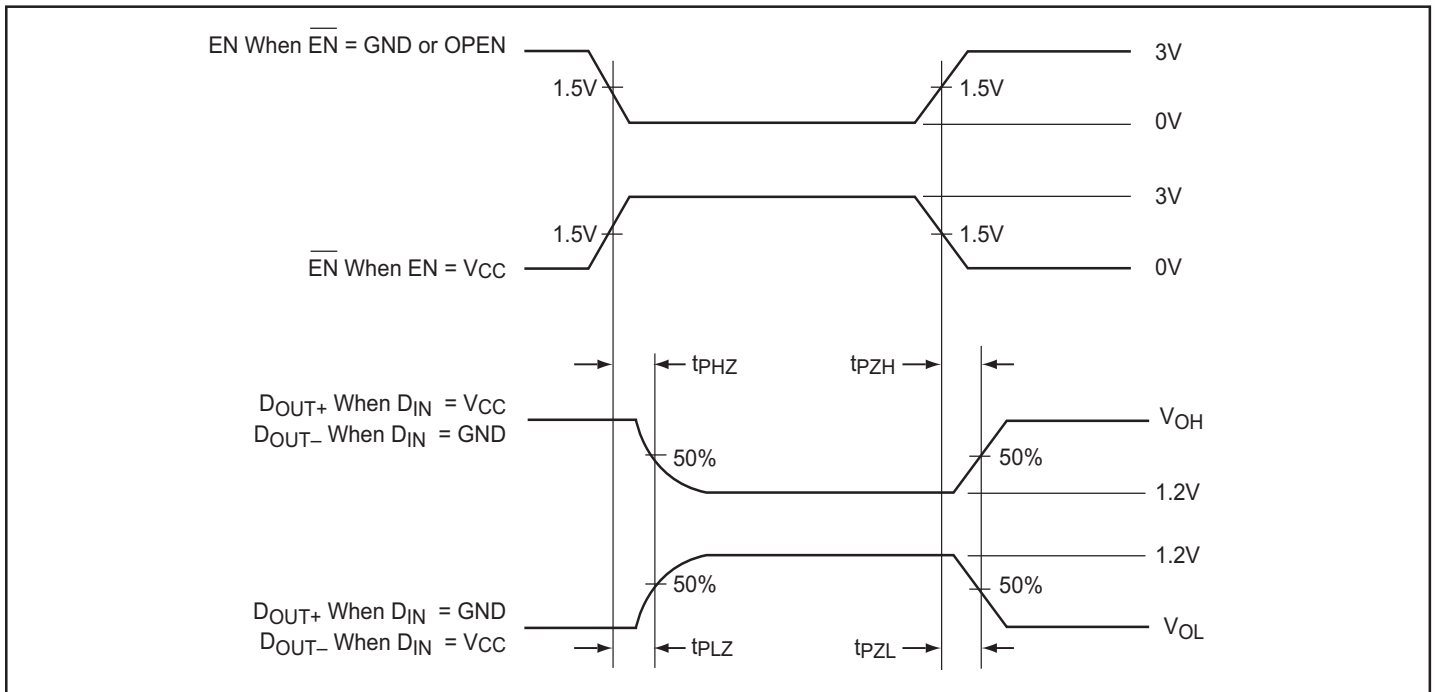 EN When E̅N̅ = GND or OPEN
3V
1.5V
1.5V
0V
3V
1.5V
1.5V
E̅N̅ When EN = VCC
0V
tPHZ
tPZH
DOUT+ When DIN = VCC
DOUT– When DIN = GND
VOH
50%
50%
1.2V
1.2V
50%
50%
DOUT+ When DIN = GND
DOUT– When DIN = VCC
VOL
tPLZ
tPZL